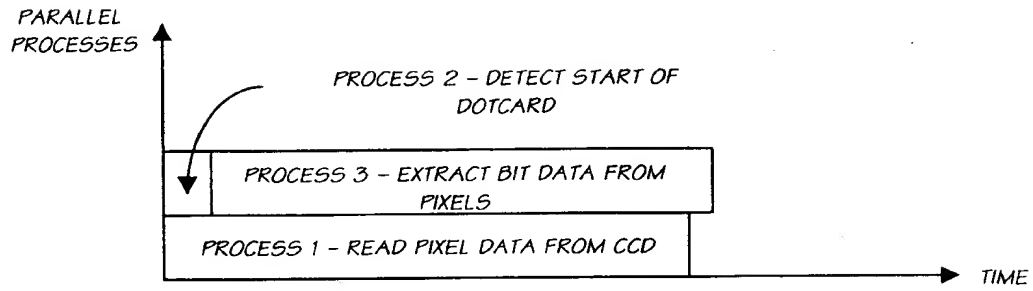 PARALLEL
PROCESSES
PROCESS 2 - DETECT START OF
DOTCARD
PROCESS 3 - EXTRACT BIT DATA FROM
PIXELS
PROCESS 1 - READ PIXEL DATA FROM CCD
TIME